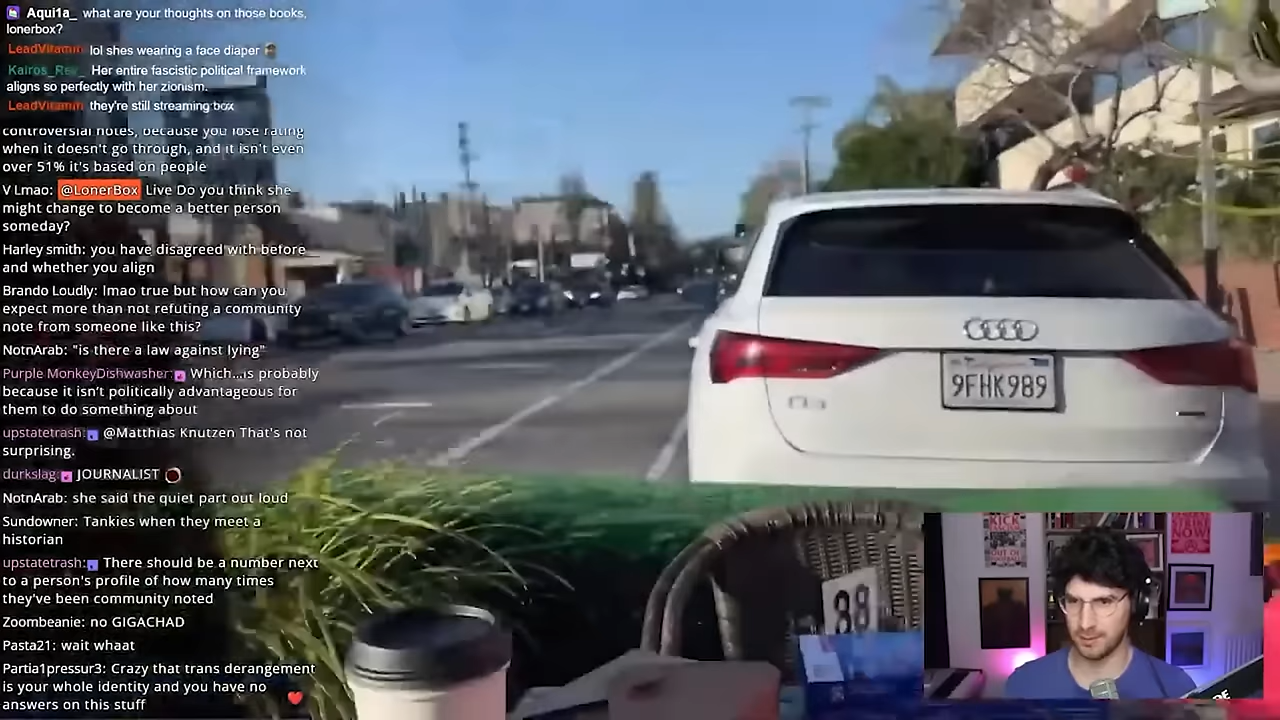 Aqui1a_ what are your thoughts on those books,
lonerbox?
LeadVitamin lol shes wearing a face diaper
Kairos_Rev_ Her entire fascistic political framework
aligns so perfectly with her zionism.
LeadVitamin they're still streaming box
controversial notes, because you lose rating
when it doesn't go through, and it isn't even
over 51% it's based on people
V Lmao: @LonerBox Live Do you think she
might change to become a better person
someday?
Harley smith: you have disagreed with before
and whether you align
Brando Loudly: lmao true but how can you
expect more than not refuting a community
note from someone like this?
NotnArab: "is there a law against lying"
Purple MonkeyDishwasher: Which...is probably
because it isn't politically advantageous for
them to do something about
upstatetrash: @Matthias Knutzen That's not
surprising.
durkslag: JOURNALIST
NotnArab: she said the quiet part out loud
Sundowner: Tankies when they meet a
historian
upstatetrash: There should be a number next
to a person's profile of how many times
they've been community noted
Zoombeanie: no GIGACHAD
Pasta21: wait whaat
Partia1pressur3: Crazy that trans derangement
is your whole identity and you have no
answers on this stuff
9FHK989
88
KICK
OUT OF
NOW!